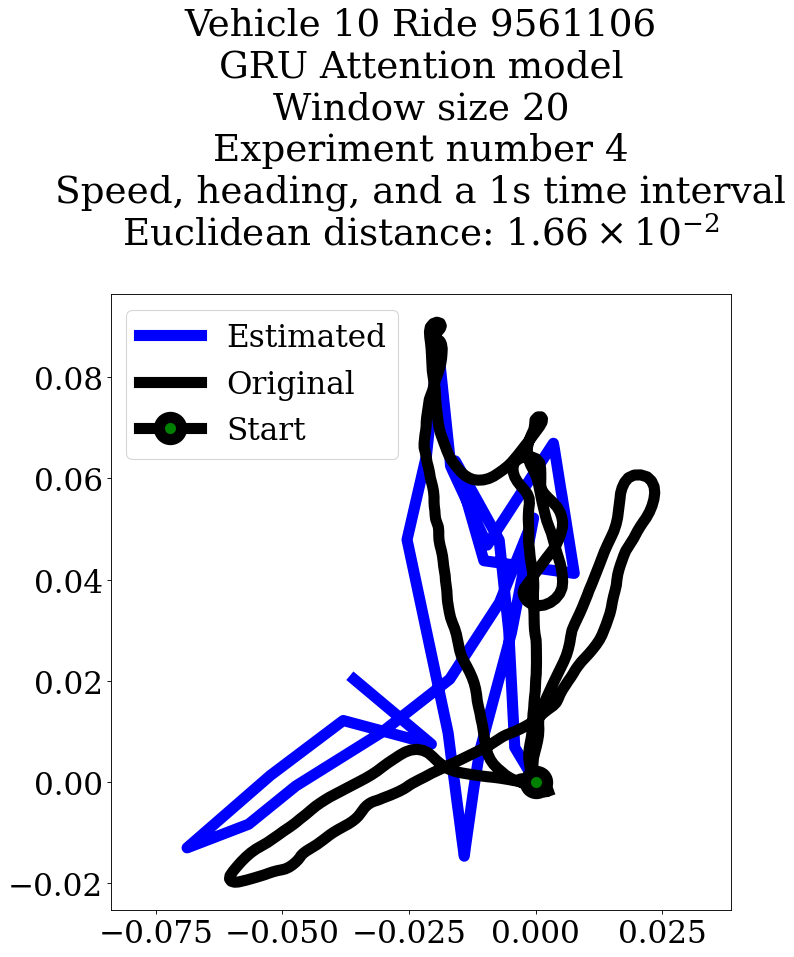 Vehicle 10 Ride 9561106
GRU Attention model
Window size 20
Experiment number 4
Speed, heading, and a 1s time interval
Euclidean distance: 1.66 × 10⁻²
Estimated
Original
Start
0.08
0.06
0.04
0.02
0.00
−0.02
−0.075 −0.050 −0.025 0.000 0.025